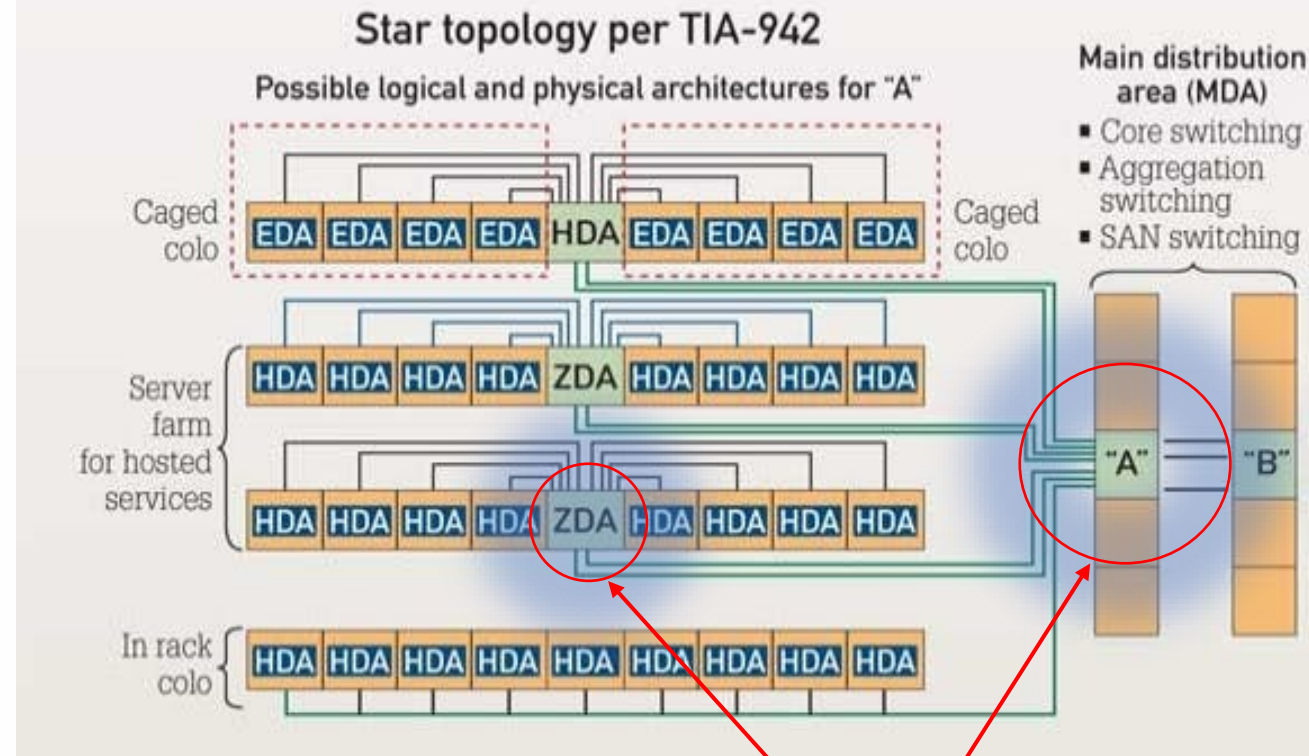 Star topology per TIA-942
Possible logical and physical architectures for "A"
Main distribution
area (MDA)
▪ Core switching
▪ Aggregation
switching
▪ SAN switching
Caged
colo
EDA EDA EDA EDA HDA EDA EDA EDA EDA
Caged
colo
Server
farm
for hosted
services
HDA HDA HDA HDA ZDA HDA HDA HDA HDA
HDA HDA HDA HDA ZDA HDA HDA HDA HDA
"A"
"B"
In rack
colo
HDA HDA HDA HDA HDA HDA HDA HDA HDA